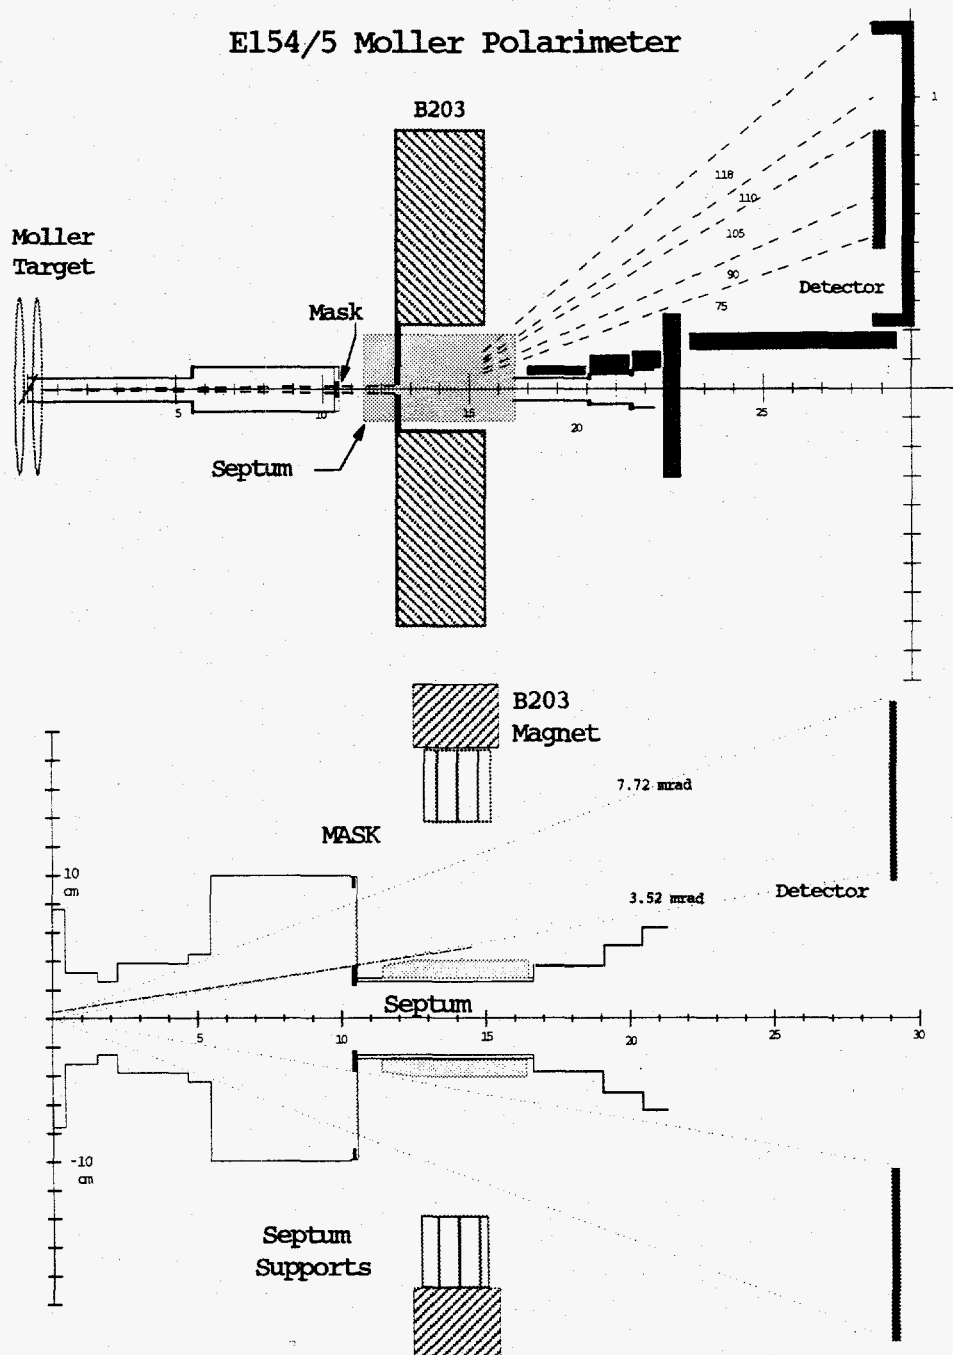 E154/5 Moller Polarimeter
B203
1
118
110
105
90
75
Moller
Target
Mask
Detector
5
10
15
20
25
Septum
B203
Magnet
7.72 mrad
MASK
10
cm
3.52 mrad
Detector
Septum
5
10
15
20
25
30
-10
cm
Septum
Supports